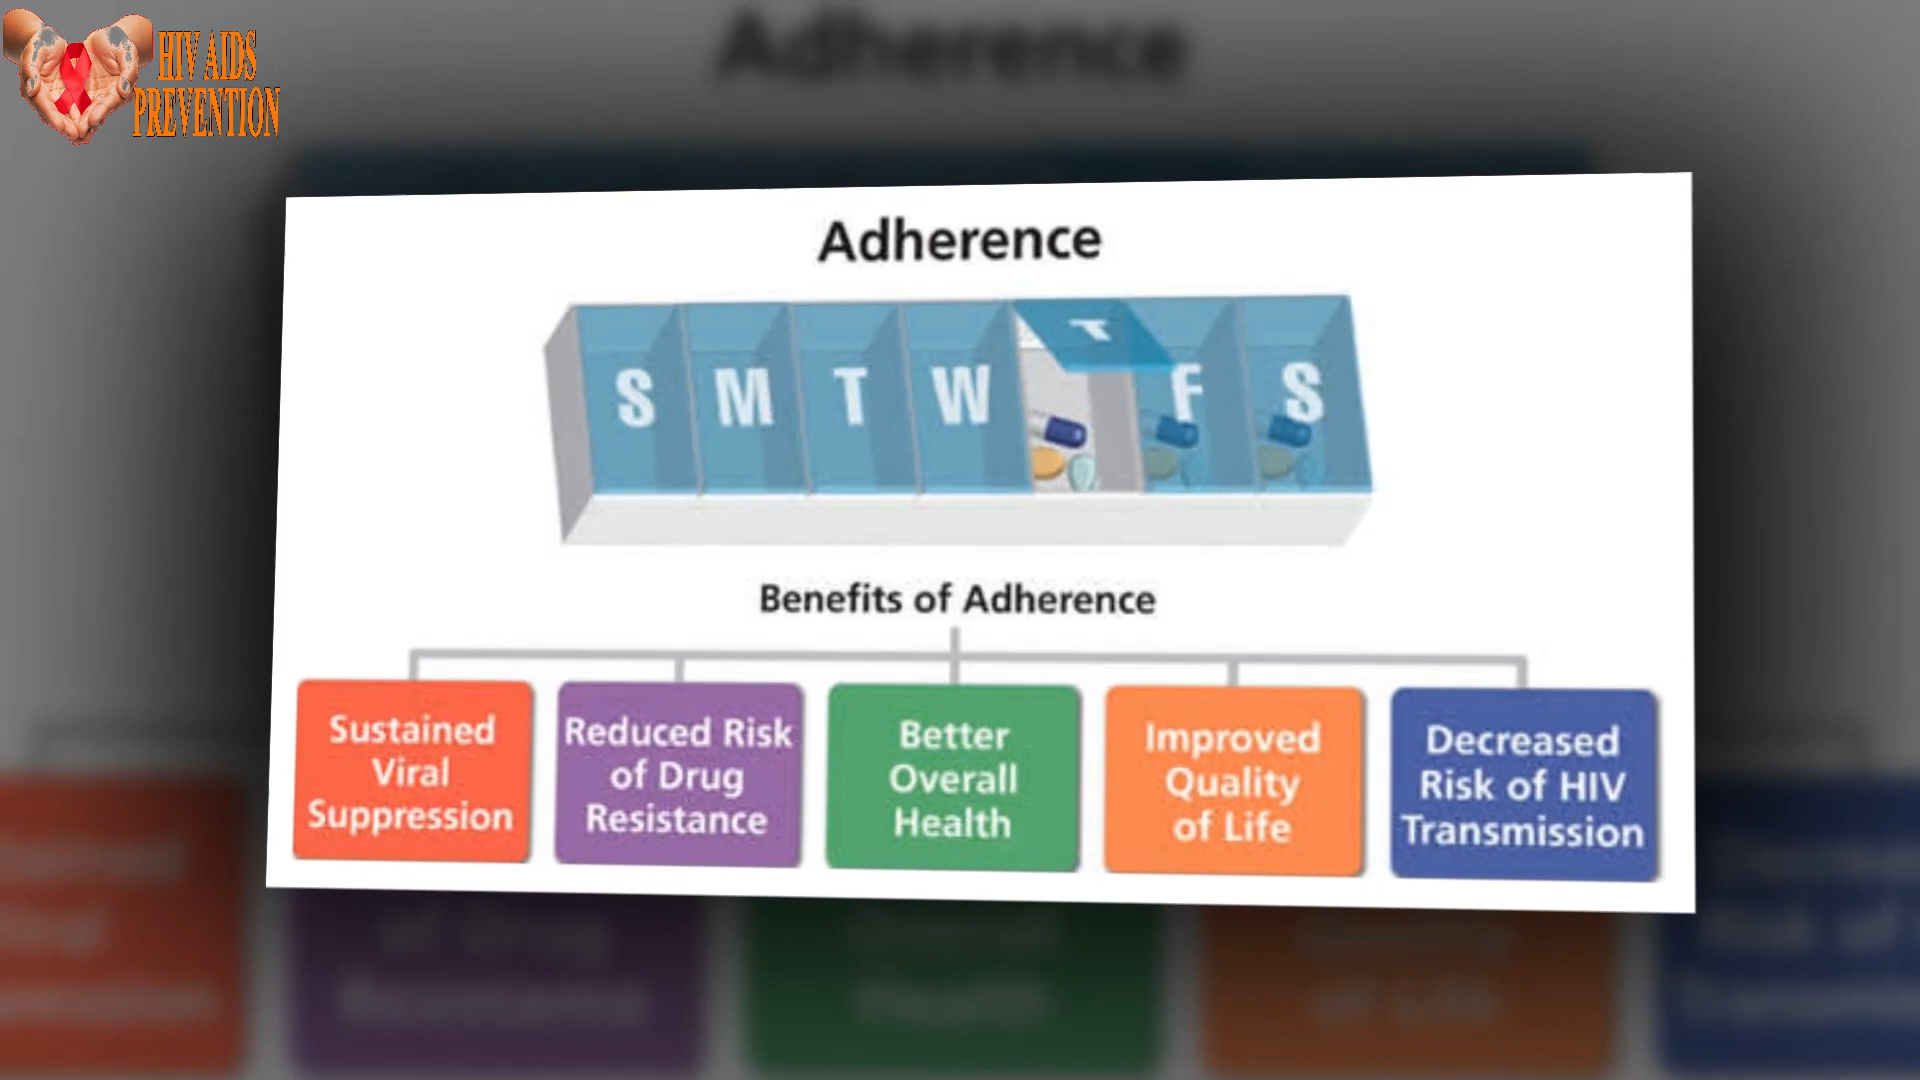 HIV AIDS
PREVENTION
Adherence
Adherence
S M T W T F S
Benefits of Adherence
Sustained
Viral
Suppression
Reduced Risk
of Drug
Resistance
Better
Overall
Health
Improved
Quality
of Life
Decreased
Risk of HIV
Transmission